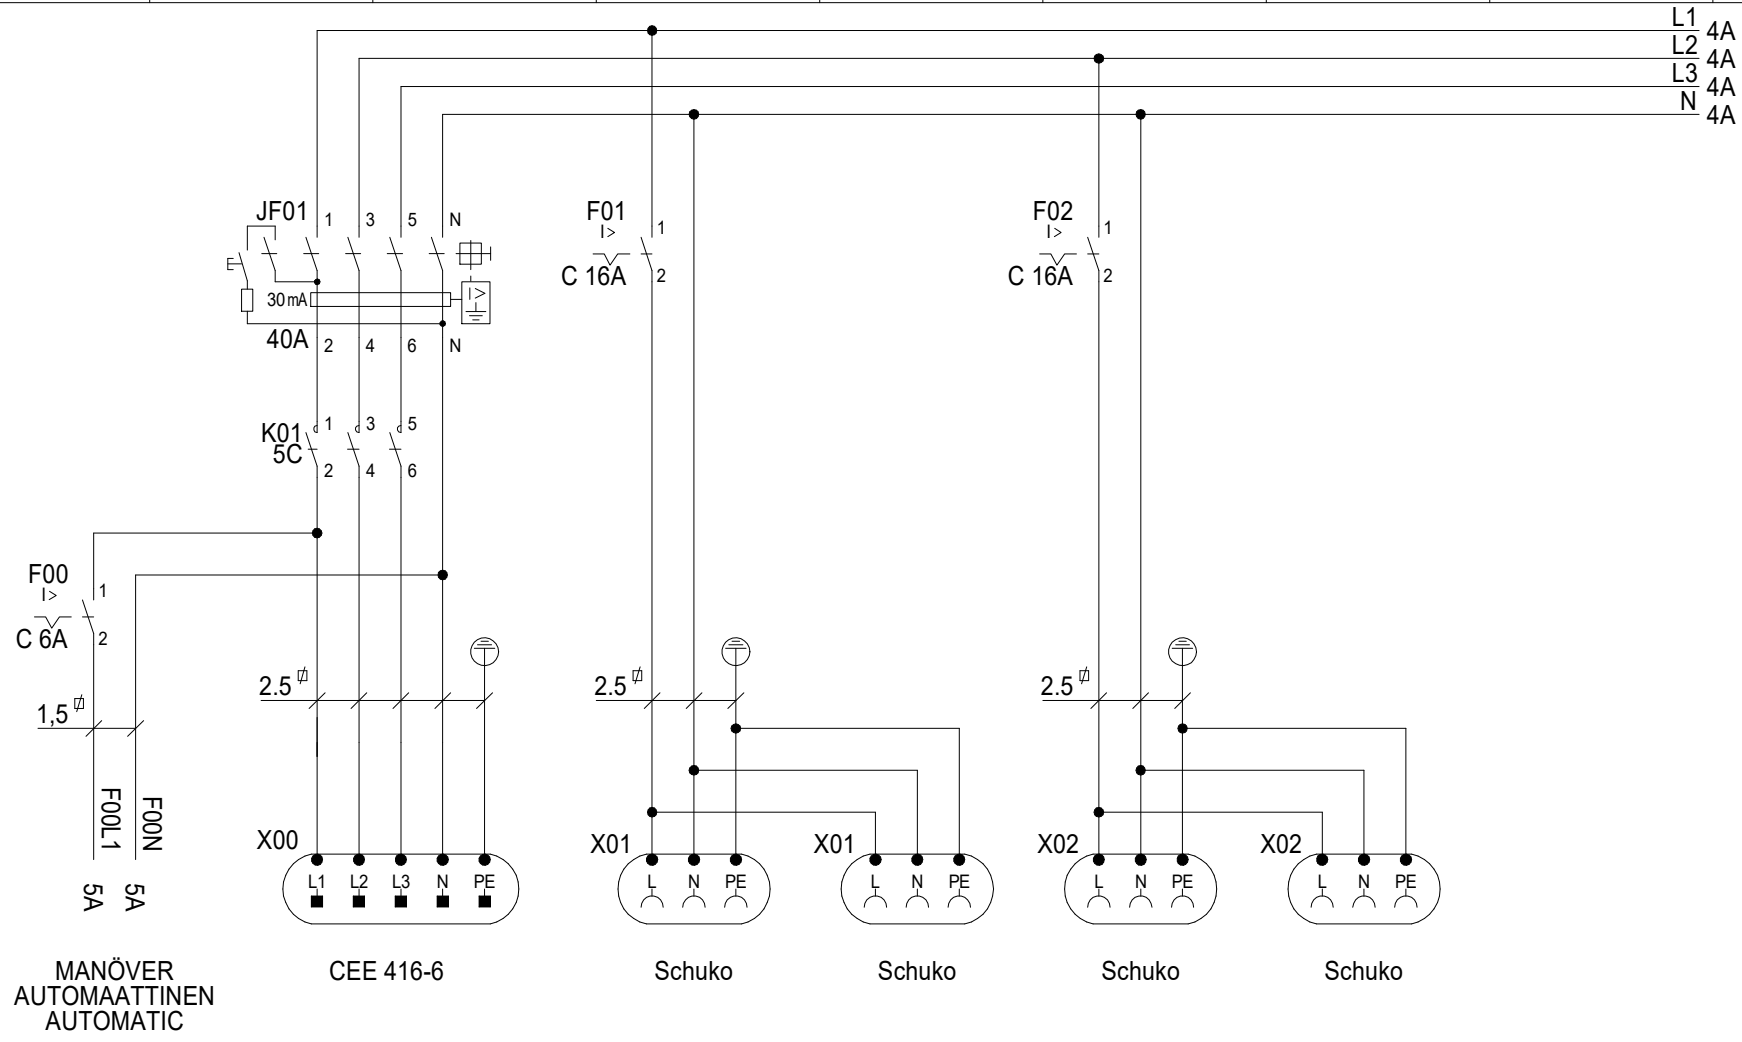 L1 4A
L2 4A
L3 4A
N 4A
JF01 1 3 5 N
F01 1
I>
C 16A 2
F02 1
I>
C 16A 2
30 mA I>
40A 2 4 6 N
K01 1 3 5
5C 2 4 6
F00 1
I>
C 6A 2
2.5
2.5
2.5
1,5
F00L1 F00N
5A 5A
X00
L1 L2 L3 N PE
X01
L N PE
X01
L N PE
X02
L N PE
X02
L N PE
MANÖVER
AUTOMAATTINEN
AUTOMATIC
CEE 416-6
Schuko
Schuko
Schuko
Schuko